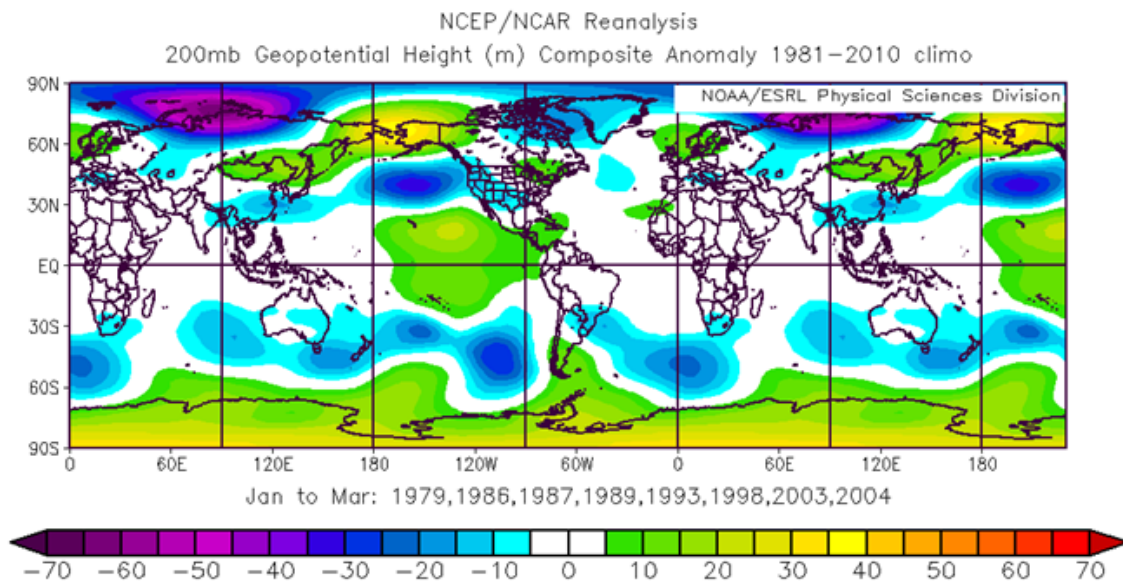 NCEP/NCAR Reanalysis
200mb Geopotential Height (m) Composite Anomaly 1981-2010 climo
NOAA/ESRL Physical Sciences Division
90N
60N
30N
EQ
30S
60S
90S
0 60E 120E 180 120W 60W 0 60E 120E 180
Jan to Mar: 1979,1986,1987,1989,1993,1998,2003,2004
-70 -60 -50 -40 -30 -20 -10 0 10 20 30 40 50 60 70